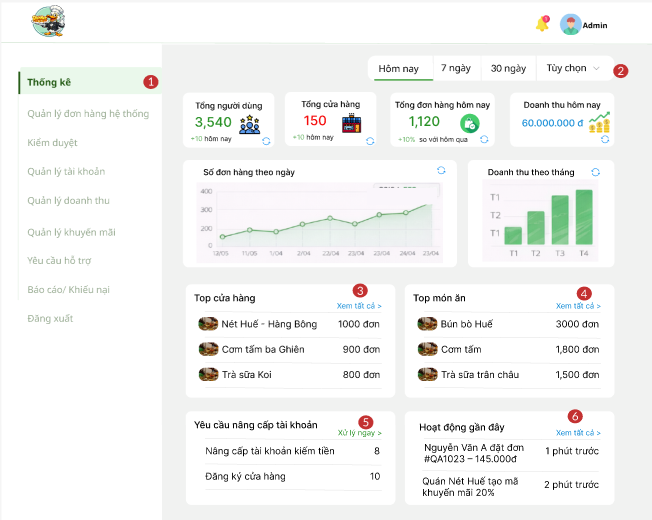 Admin
Thống kê
1
Quản lý đơn hàng hệ thống
Kiểm duyệt
Quản lý tài khoản
Quản lý doanh thu
Quản lý khuyến mãi
Yêu cầu hỗ trợ
Báo cáo/ Khiếu nại
Đăng xuất
Hôm nay
7 ngày
30 ngày
Tùy chọn
2
Tổng người dùng
3,540
+10 hôm nay
Tổng cửa hàng
150
+10 hôm nay
Tổng đơn hàng hôm nay
1,120
+10% so với hôm qua
Doanh thu hôm nay
60.000.000 đ
Số đơn hàng theo ngày
400
300
200
0
12/05 11/05 1/04 2/04 22/04 23/04 22/04 24/04 23/04
Doanh thu theo tháng
T1
T1
T1 T2 T3 T4
Top cửa hàng
3
Xem tất cả >
Nét Huế - Hàng Bông 1000 đơn
Cơm tấm ba Ghiên 900 đơn
Trà sữa Koi 800 đơn
Top món ăn
4
Xem tất cả >
Bún bò Huế 3000 đơn
Cơm tấm 1,800 đơn
Trà sữa trân châu 1,500 đơn
Yêu cầu nâng cấp tài khoản
5
Xử lý ngay >
Nâng cấp tài khoản kiếm tiền 8
Đăng ký cửa hàng 10
Hoạt động gần đây
6
Xem tất cả >
Nguyễn Văn A đặt đơn
#QA1023 – 145.000đ
1 phút trước
Quán Nét Huế tạo mã
khuyến mãi 20%
2 phút trước